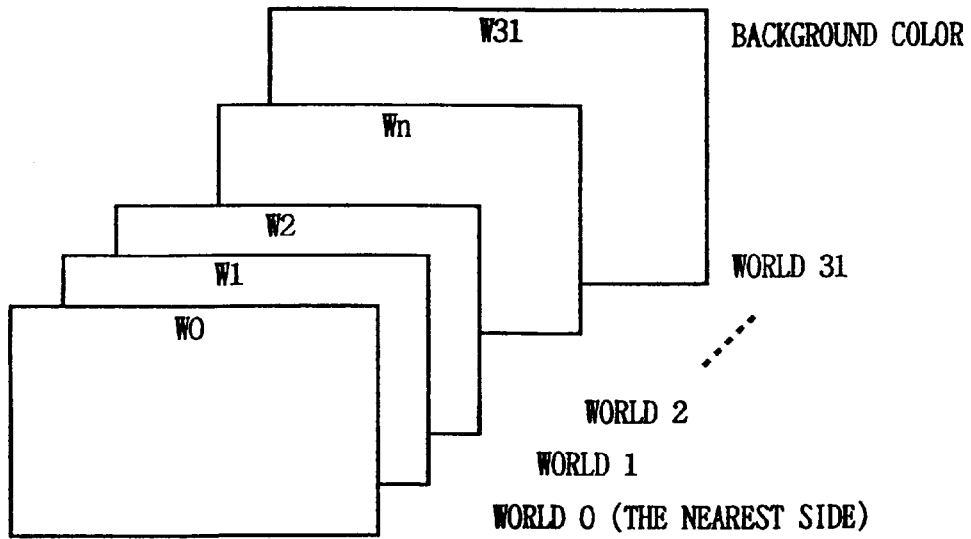 W31
BACKGROUND COLOR
Wn
W2
W1
WORLD 31
W0
WORLD 2
WORLD 1
WORLD 0 (THE NEAREST SIDE)